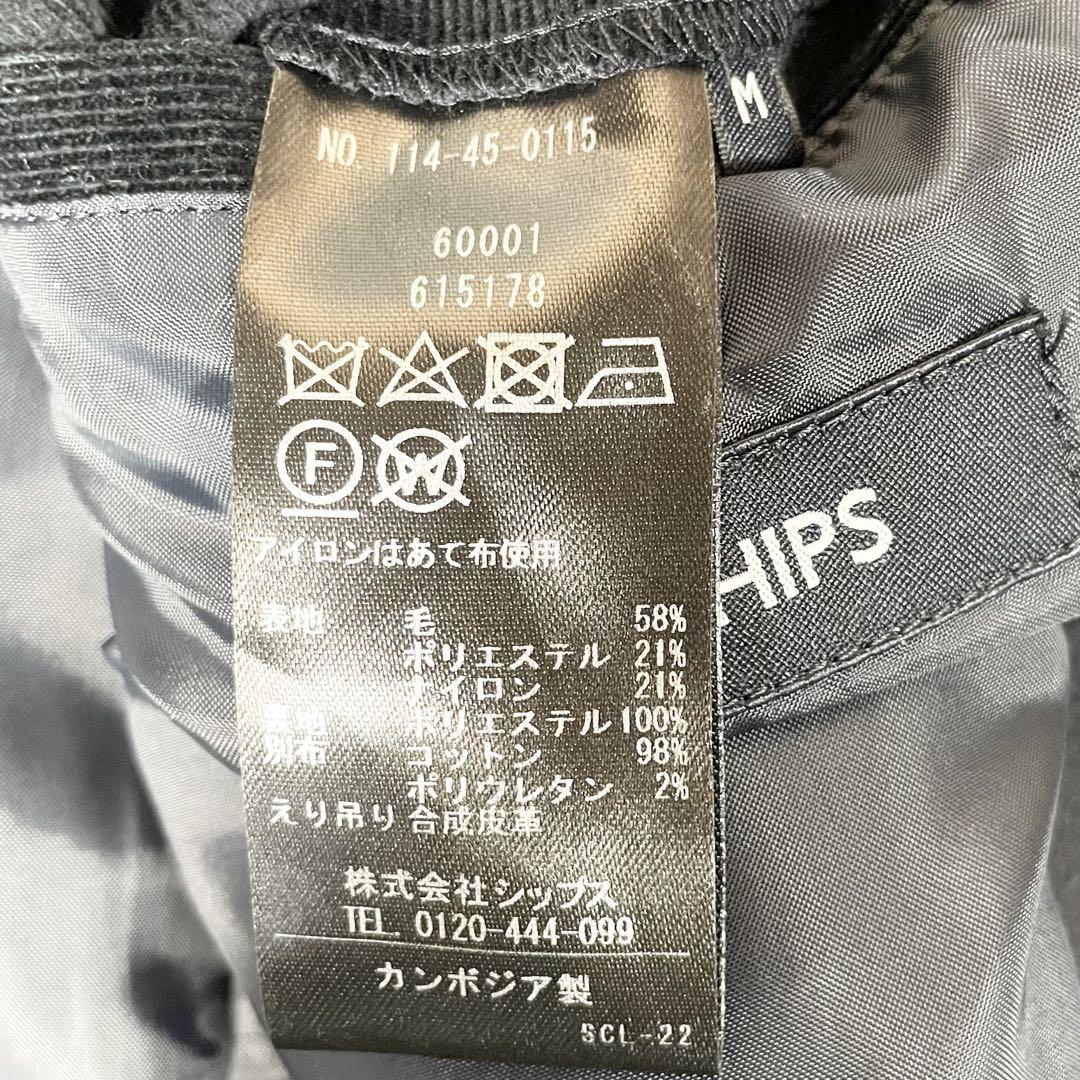 M
NO 114-45-0115
60001
615178
F
W
アイロンはあて布使用
表地 毛 58%
ポリエステル 21%
ナイロン 21%
裏地 ポリエステル 100%
別布 コットン 98%
ポリウレタン 2%
えり吊り 合成皮革
株式会社シップス
TEL 0120-444-099
カンボジア製
SCL-22
HIPS